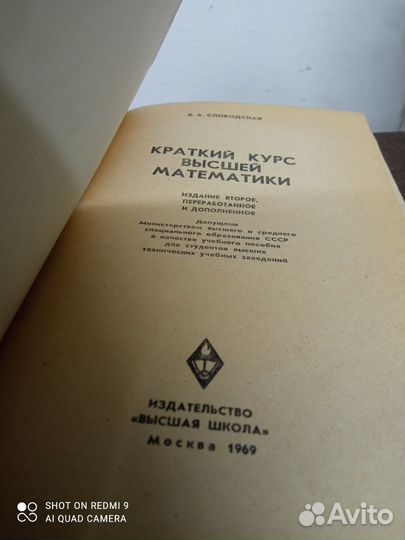 В. А. СЛОБОДСКАЯ
КРАТКИЙ КУРС
ВЫСШЕЙ
МАТЕМАТИКИ
ИЗДАНИЕ ВТОРОЕ,
ПЕРЕРАБОТАННОЕ
И ДОПОЛНЕННОЕ
Допущено
Министерством высшего и среднего
специального образования СССР
в качестве учебного пособия
для студентов высших
технических учебных заведений
ИЗДАТЕЛЬСТВО
«ВЫСШАЯ ШКОЛА»
Москва 1969
SHOT ON REDMI 9
AI QUAD CAMERA
Avito